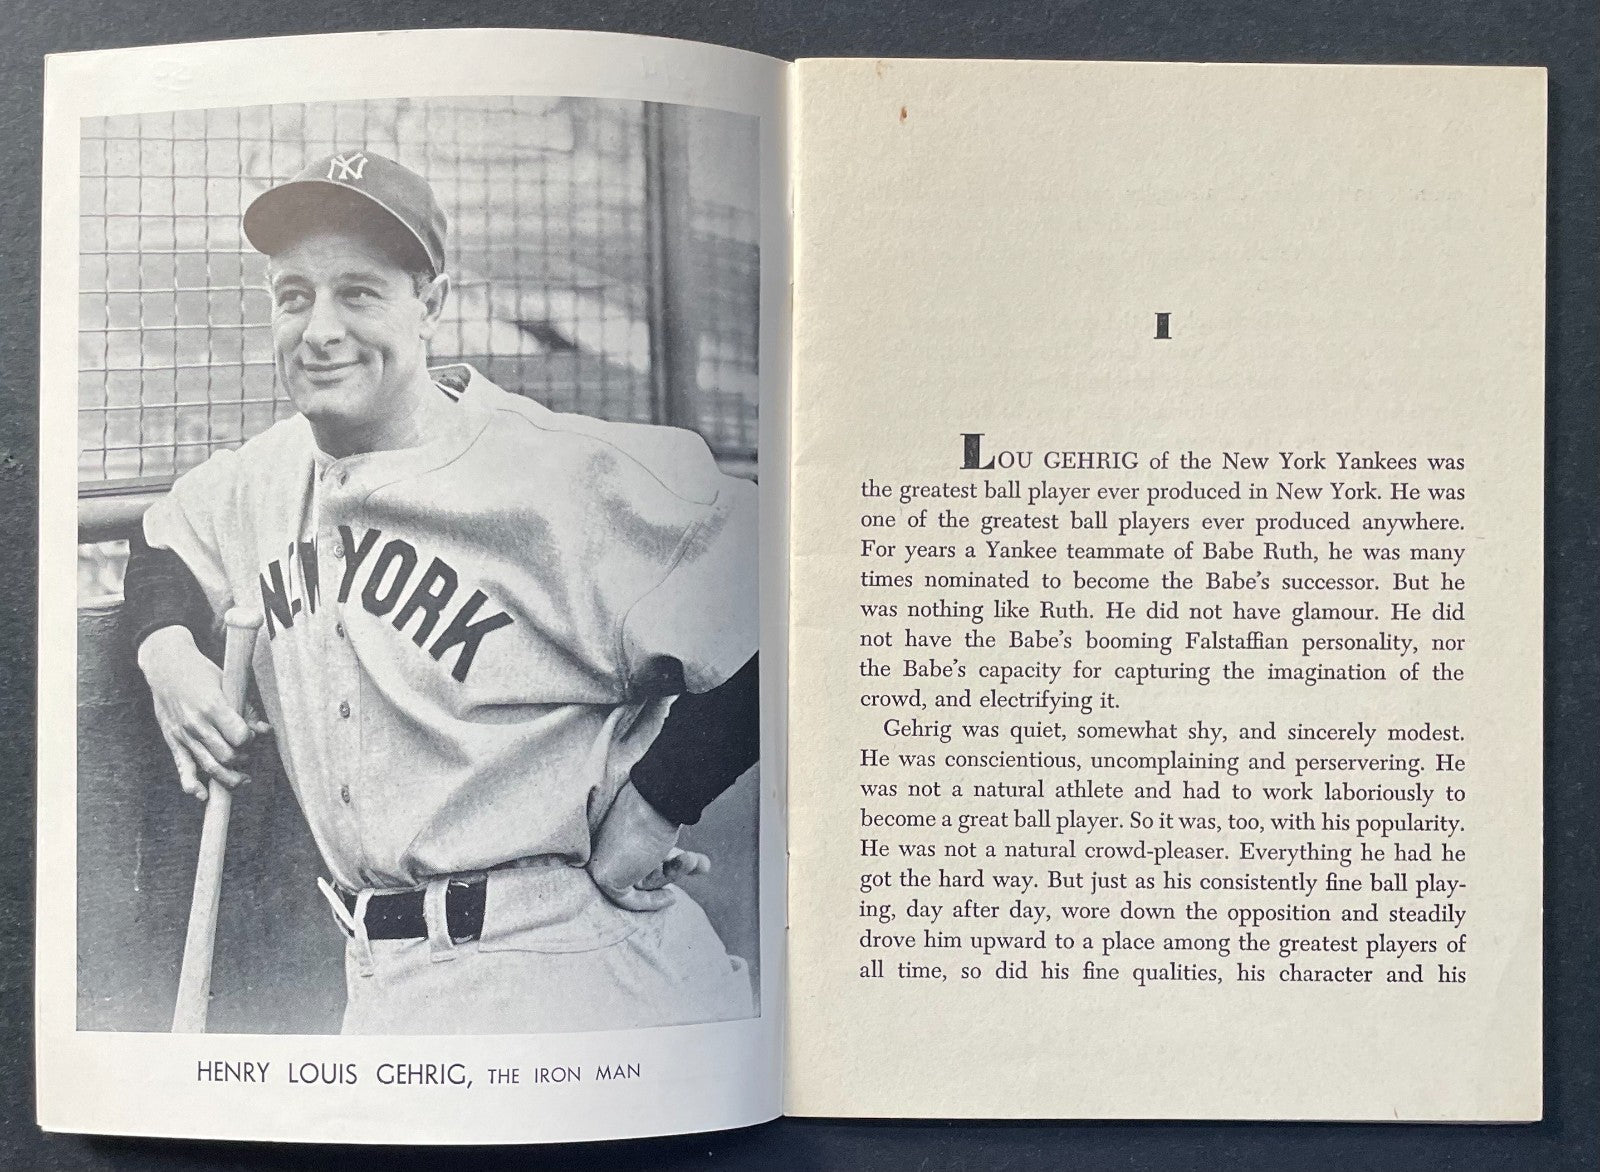 NY
NEW YORK
HENRY LOUIS GEHRIG, THE IRON MAN
I
LOU GEHRIG of the New York Yankees was
the greatest ball player ever produced in New York. He was
one of the greatest ball players ever produced anywhere.
For years a Yankee teammate of Babe Ruth, he was many
times nominated to become the Babe's successor. But he
was nothing like Ruth. He did not have glamour. He did
not have the Babe's booming Falstaffian personality, nor
the Babe's capacity for capturing the imagination of the
crowd, and electrifying it.
Gehrig was quiet, somewhat shy, and sincerely modest.
He was conscientious, uncomplaining and perservering. He
was not a natural athlete and had to work laboriously to
become a great ball player. So it was, too, with his popularity.
He was not a natural crowd-pleaser. Everything he had he
got the hard way. But just as his consistently fine ball play-
ing, day after day, wore down the opposition and steadily
drove him upward to a place among the greatest players of
all time, so did his fine qualities, his character and his